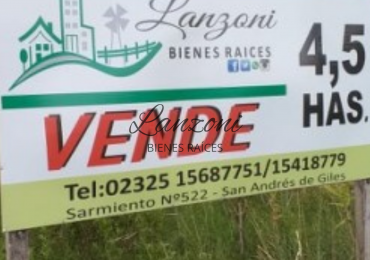 Lanzoni
BIENES RAICES
4,5
HAS.
VENDE
Lanzoni
BIENES RAÍCES
Tel:02325 15687751/15418779
Sarmiento Nº522 - San Andrés de Giles